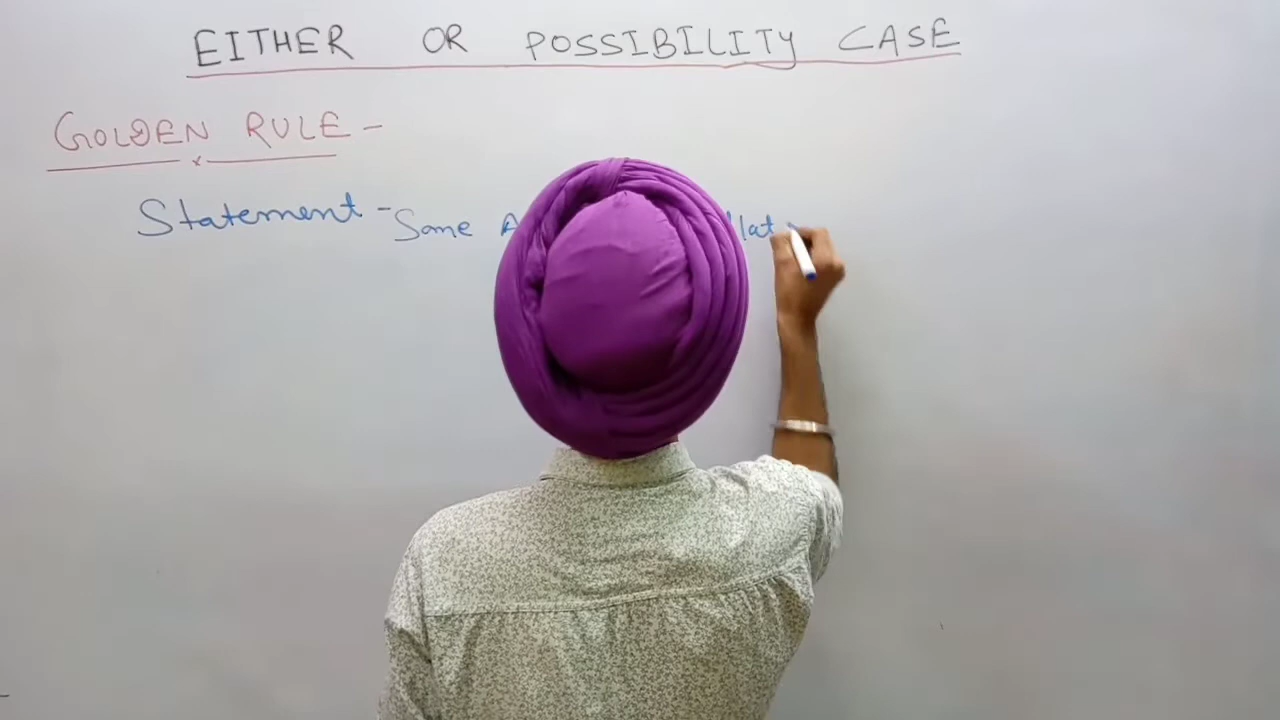 EITHER OR POSSIBILITY CASE
GOLDEN RULE -
Statement - Some